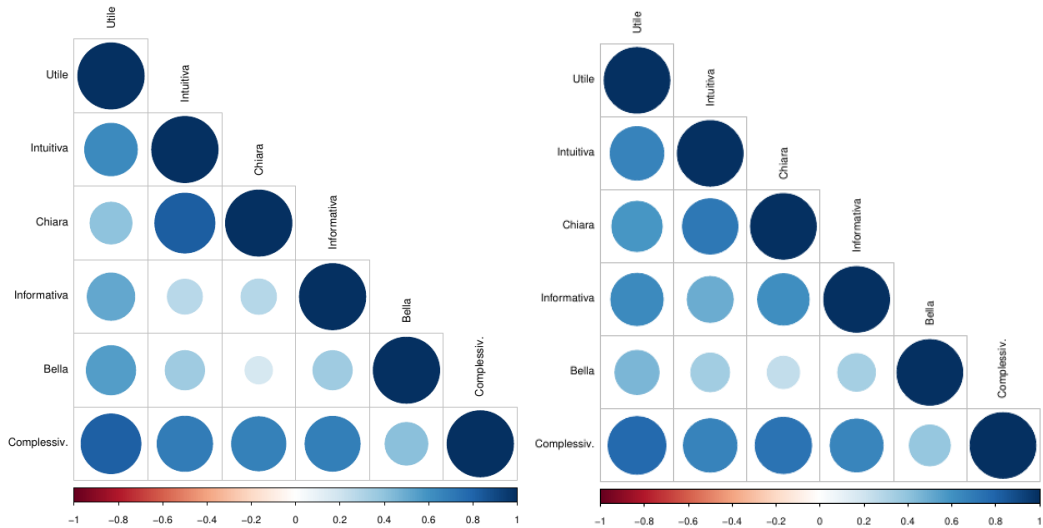 Utile
Utile
Intuitiva
Intuitiva
Chiara
Chiara
Informativa
Informativa
Bella
Bella
Complessiv.
Complessiv.
−1 −0.8 −0.6 −0.4 −0.2 0 0.2 0.4 0.6 0.8 1
Utile
Utile
Intuitiva
Intuitiva
Chiara
Chiara
Informativa
Informativa
Bella
Bella
Complessiv.
Complessiv.
−1 −0.8 −0.6 −0.4 −0.2 0 0.2 0.4 0.6 0.8 1